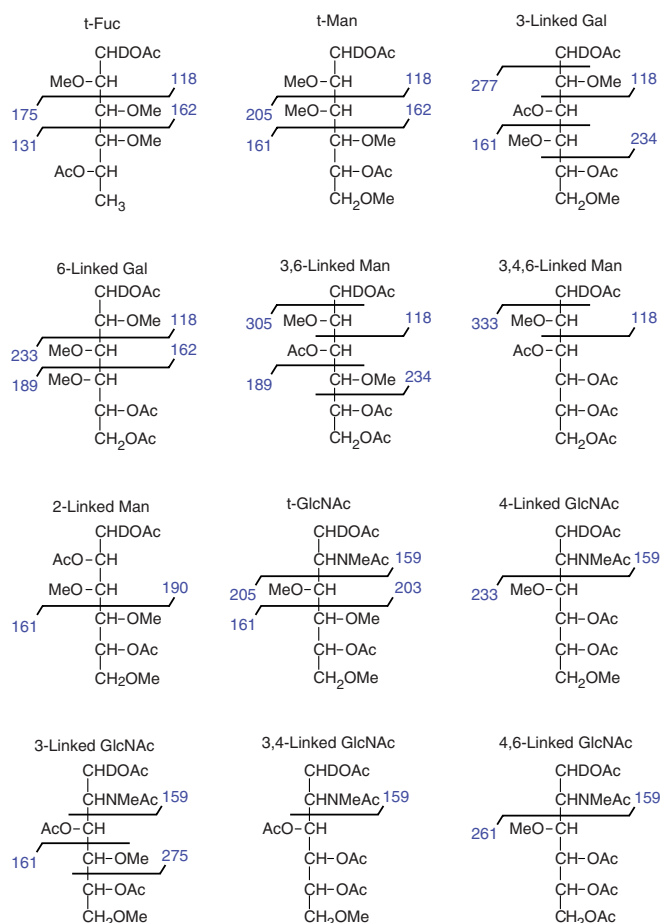 t-Fuc
CHDOAc
MeO-CH 118
175 CH-OMe 162
131 CH-OMe
AcO-CH
CH3
t-Man
CHDOAc
MeO-CH 118
205 MeO-CH 162
161 CH-OMe
CH-OAc
CH2OMe
3-Linked Gal
CHDOAc
277 CH-OMe 118
AcO-CH
161 MeO-CH 234
CH-OAc
CH2OMe
6-Linked Gal
CHDOAc
CH-OMe 118
233 MeO-CH 162
189 MeO-CH
CH-OAc
CH2OAc
3,6-Linked Man
CHDOAc
305 MeO-CH 118
AcO-CH
189 CH-OMe 234
CH-OAc
CH2OAc
3,4,6-Linked Man
CHDOAc
333 MeO-CH 118
AcO-CH
CH-OAc
CH-OAc
CH2OAc
2-Linked Man
CHDOAc
AcO-CH
MeO-CH 190
161 CH-OMe
CH-OAc
CH2OMe
t-GlcNAc
CHDOAc
CHNMeAc 159
205 MeO-CH 203
161 CH-OMe
CH-OAc
CH2OMe
4-Linked GlcNAc
CHDOAc
CHNMeAc 159
233 MeO-CH
CH-OAc
CH-OAc
CH2OMe
3-Linked GlcNAc
CHDOAc
CHNMeAc 159
AcO-CH
161 CH-OMe 275
CH-OAc
CH2OMe
3,4-Linked GlcNAc
CHDOAc
CHNMeAc 159
AcO-CH
CH-OAc
CH-OAc
CH2OMe
4,6-Linked GlcNAc
CHDOAc
CHNMeAc 159
261 MeO-CH
CH-OAc
CH-OAc
CH2OAc